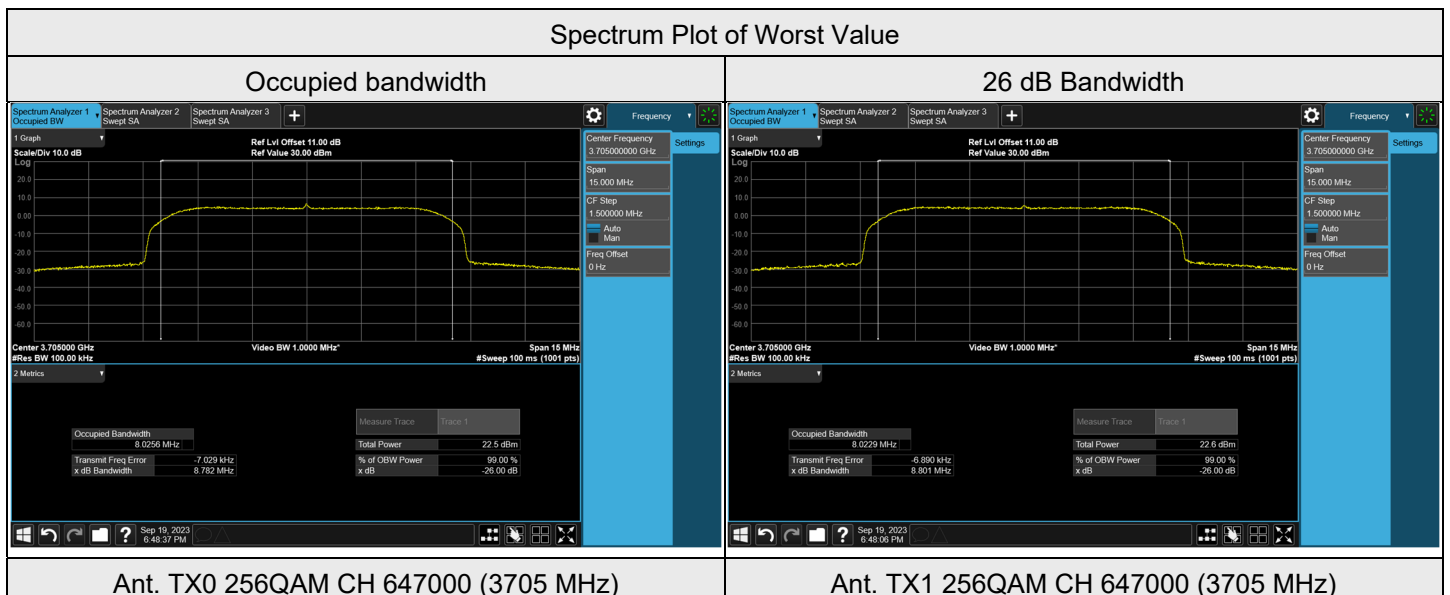 Spectrum Plot of Worst Value
Occupied bandwidth
26 dB Bandwidth
Spectrum Analyzer 1
Occupied BW
Spectrum Analyzer 2
Swept SA
Spectrum Analyzer 3
Swept SA
+
Frequency
1 Graph
Scale/Div 10.0 dB
Ref Lvl Offset 11.00 dB
Ref Value 30.00 dBm
Log
20.0
10.0
0.00
-10.0
-20.0
-30.0
-40.0
-50.0
-60.0
Center 3.705000 GHz
#Res BW 100.00 kHz
Video BW 1.0000 MHz*
Span 15 MHz
#Sweep 100 ms (1001 pts)
Center Frequency
3.705000000 GHz
Settings
Span
15.000 MHz
CF Step
1.500000 MHz
Auto
Man
Freq Offset
0 Hz
2 Metrics
Measure Trace Trace 1
Occupied Bandwidth
8.0256 MHz
Total Power 22.5 dBm
Transmit Freq Error -7.029 kHz
x dB Bandwidth 8.782 MHz
% of OBW Power 99.00 %
x dB -26.00 dB
?
Sep 19, 2023
6:48:37 PM
Spectrum Analyzer 1
Occupied BW
Spectrum Analyzer 2
Swept SA
Spectrum Analyzer 3
Swept SA
+
Frequency
1 Graph
Scale/Div 10.0 dB
Ref Lvl Offset 11.00 dB
Ref Value 30.00 dBm
Log
20.0
10.0
0.00
-10.0
-20.0
-30.0
-40.0
-50.0
-60.0
Center 3.705000 GHz
#Res BW 100.00 kHz
Video BW 1.0000 MHz*
Span 15 MHz
#Sweep 100 ms (1001 pts)
Center Frequency
3.705000000 GHz
Settings
Span
15.000 MHz
CF Step
1.500000 MHz
Auto
Man
Freq Offset
0 Hz
2 Metrics
Measure Trace Trace 1
Occupied Bandwidth
8.0229 MHz
Total Power 22.6 dBm
Transmit Freq Error -6.890 kHz
x dB Bandwidth 8.801 MHz
% of OBW Power 99.00 %
x dB -26.00 dB
?
Sep 19, 2023
6:48:06 PM
Ant. TX0 256QAM CH 647000 (3705 MHz)
Ant. TX1 256QAM CH 647000 (3705 MHz)